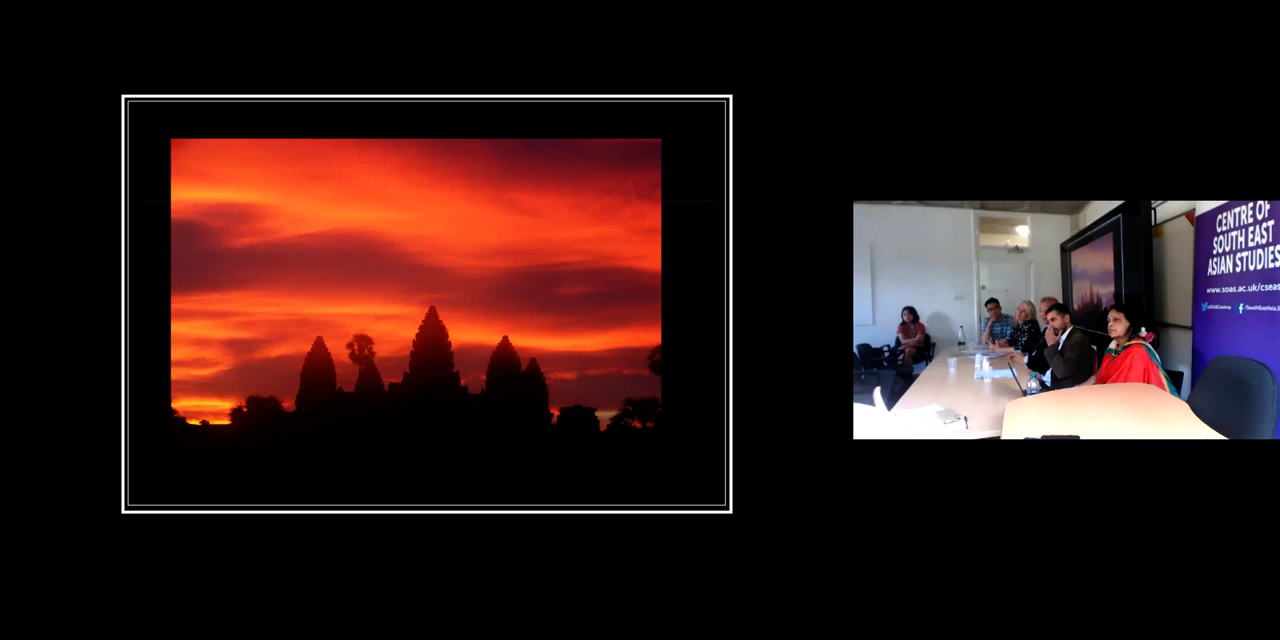 CENTRE OF
SOUTH EAST
ASIAN STUDIES
www.soas.ac.uk/cseas